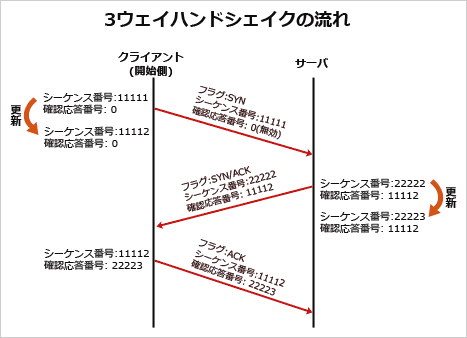 3ウェイハンドシェイクの流れ
クライアント
(開始側)
サーバ
更新
シーケンス番号:11111
確認応答番号: 0
シーケンス番号:11112
確認応答番号: 0
フラグ:SYN
シーケンス番号:11111
確認応答番号: 0(無効)
フラグ:SYN/ACK
シーケンス番号:22222
確認応答番号: 11112
シーケンス番号:22222
確認応答番号: 11112
シーケンス番号:22223
確認応答番号: 11112
更新
シーケンス番号:11112
確認応答番号: 22223
フラグ:ACK
シーケンス番号:11112
確認応答番号: 22223